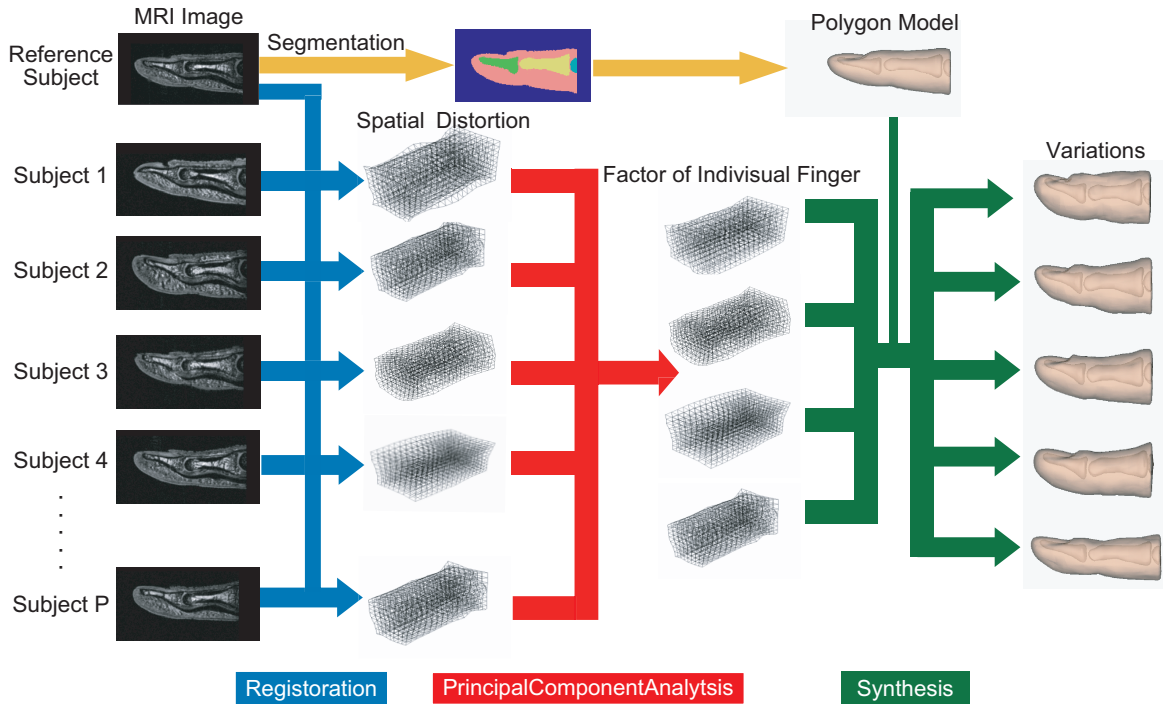 MRI Image
Reference
Subject
Segmentation
Polygon Model
Spatial Distortion
Subject 1
Factor of Indivisual Finger
Variations
Subject 2
Subject 3
Subject 4
Subject P
Registoration
PrincipalComponentAnalytsis
Synthesis